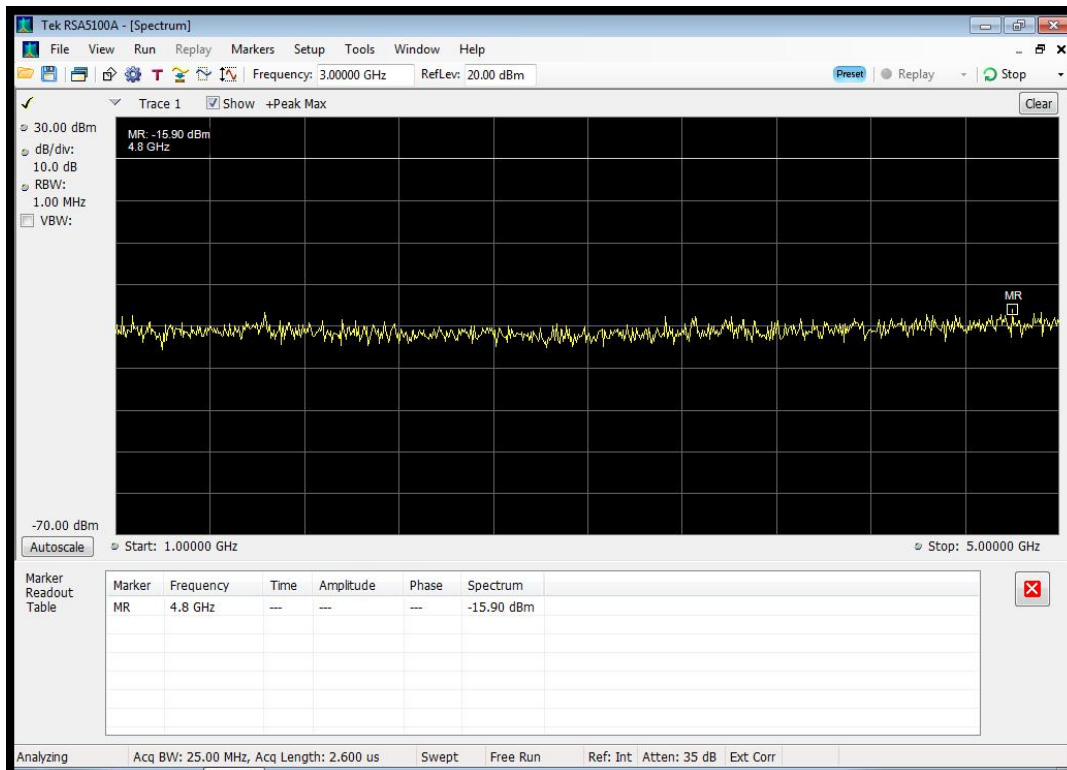 Tek RSA5100A - [Spectrum]
File View Run Replay Markers Setup Tools Window Help
T Frequency: 3.00000 GHz RefLev: 20.00 dBm Preset Replay Stop
Trace 1 Show +Peak Max Clear
30.00 dBm
dB/div:
10.0 dB
RBW:
1.00 MHz
VBW:
MR: -15.90 dBm
4.8 GHz
MR
-70.00 dBm
Autoscale Start: 1.00000 GHz Stop: 5.00000 GHz
Marker
Readout
Table
Marker Frequency Time Amplitude Phase Spectrum
MR 4.8 GHz --- --- --- -15.90 dBm
Analyzing Acq BW: 25.00 MHz, Acq Length: 2.600 us Swept Free Run Ref: Int Atten: 35 dB Ext Corr